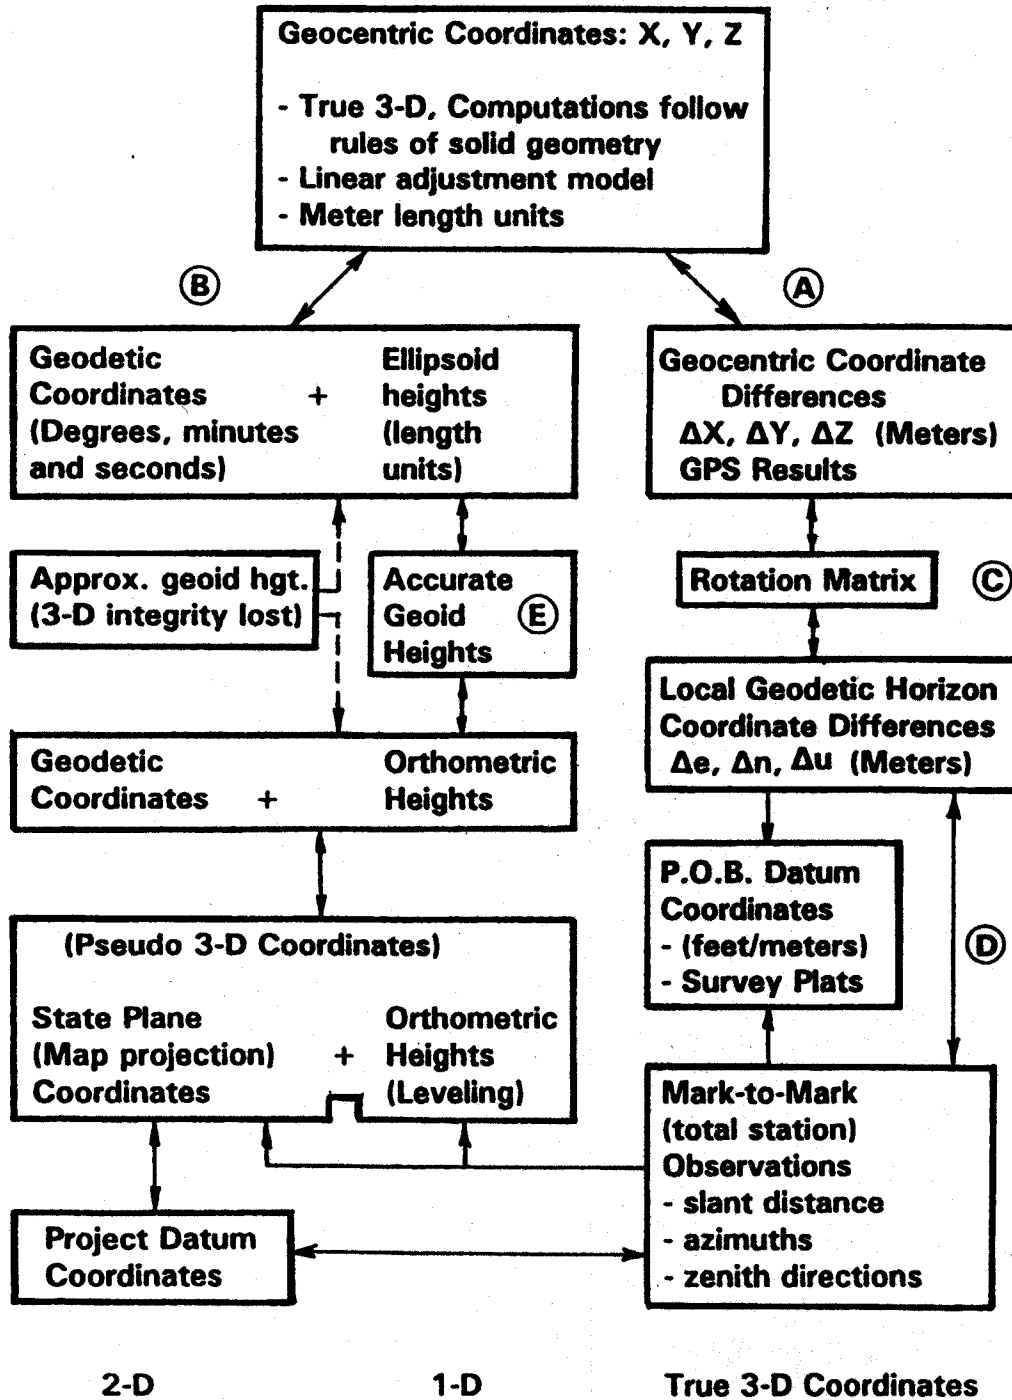 Geocentric Coordinates: X, Y, Z
- True 3-D, Computations follow
rules of solid geometry
- Linear adjustment model
- Meter length units
B
A
Geodetic
Coordinates +
(Degrees, minutes
and seconds)
Ellipsoid
heights
(length
units)
Geocentric Coordinate
Differences
ΔX, ΔY, ΔZ (Meters)
GPS Results
Approx. geoid hgt.
(3-D integrity lost)
Accurate
Geoid
Heights
E
Rotation Matrix
C
Geodetic
Coordinates +
Orthometric
Heights
Local Geodetic Horizon
Coordinate Differences
Δe, Δn, Δu (Meters)
P.O.B. Datum
Coordinates
- (feet/meters)
- Survey Plats
D
(Pseudo 3-D Coordinates)
State Plane
(Map projection) +
Coordinates
Orthometric
Heights
(Leveling)
Mark-to-Mark
(total station)
Observations
- slant distance
- azimuths
- zenith directions
Project Datum
Coordinates
2-D
1-D
True 3-D Coordinates